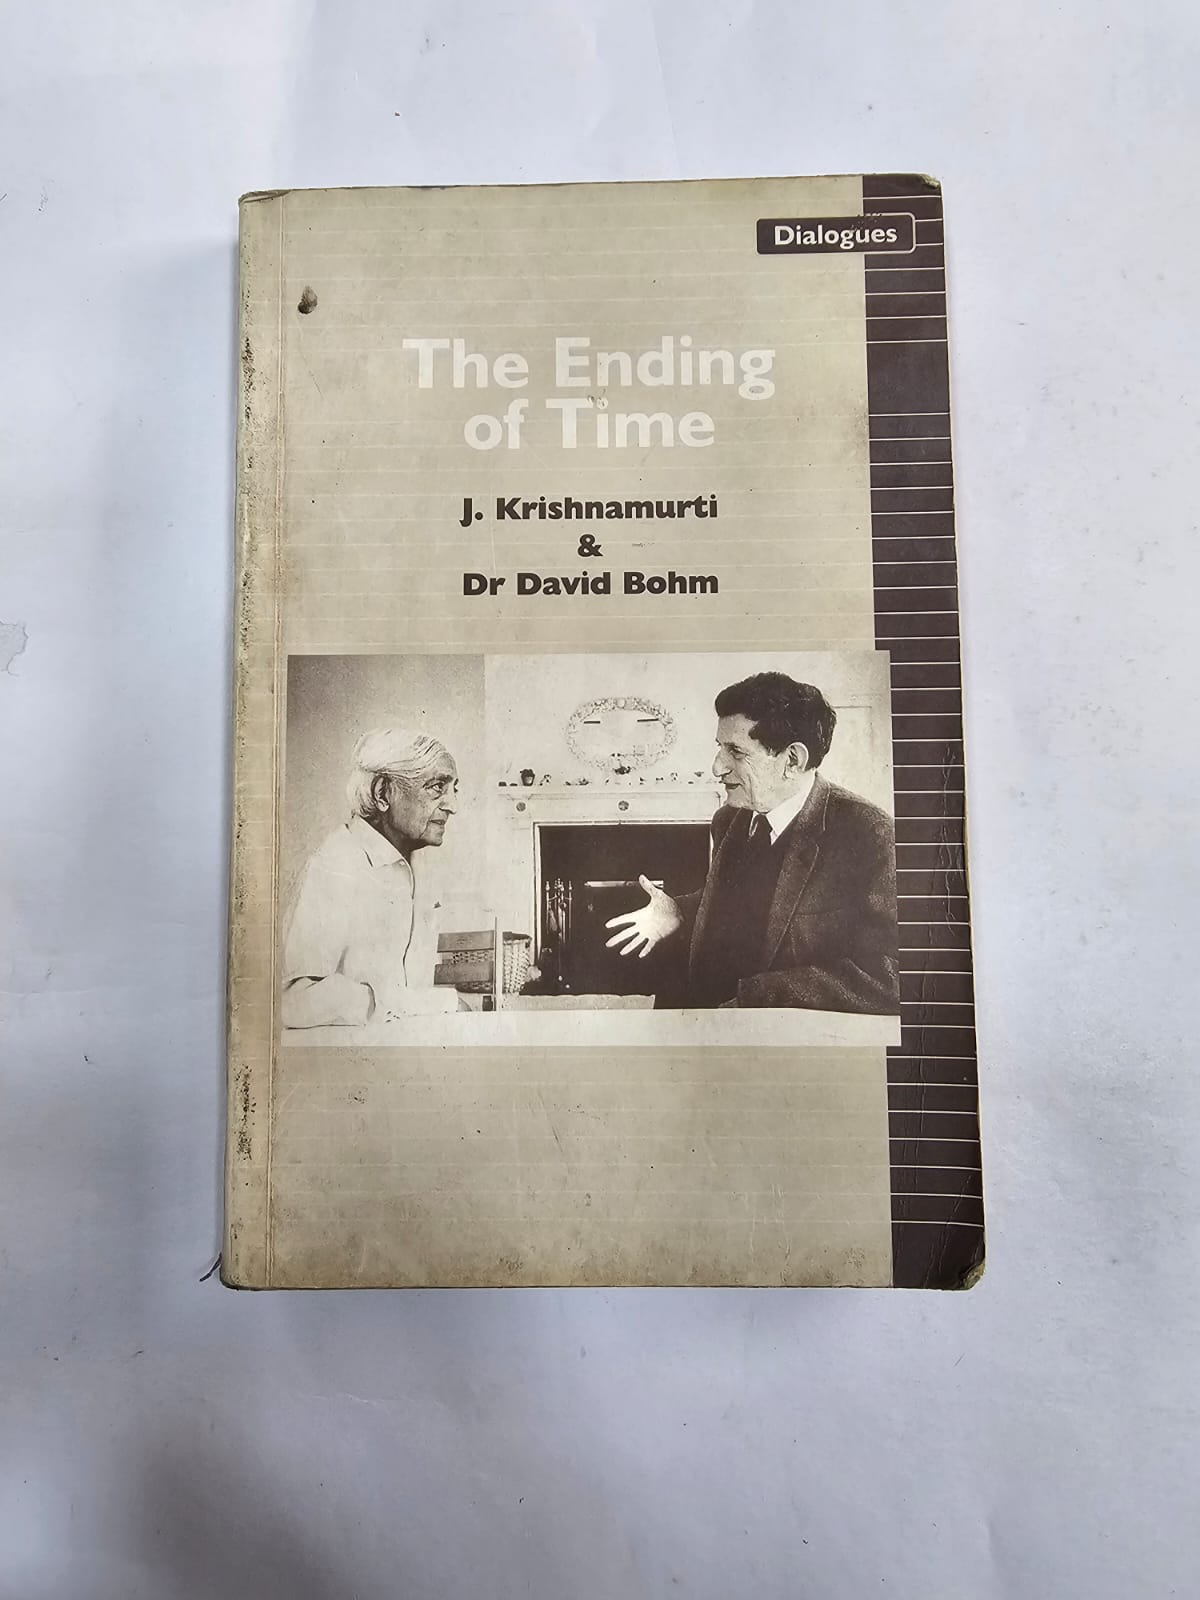 Dialogues
The Ending
of Time
J. Krishnamurti
&
Dr David Bohm